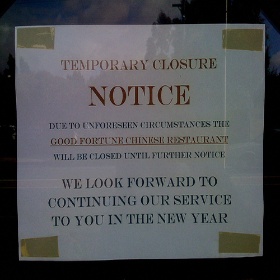 TEMPORARY CLOSURE
NOTICE
DUE TO UNFORESEEN CIRCUMSTANCES THE
GOOD FORTUNE CHINESE RESTAURANT
WILL BE CLOSED UNTIL FURTHER NOTICE
WE LOOK FORWARD TO
CONTINUING OUR SERVICE
TO YOU IN THE NEW YEAR